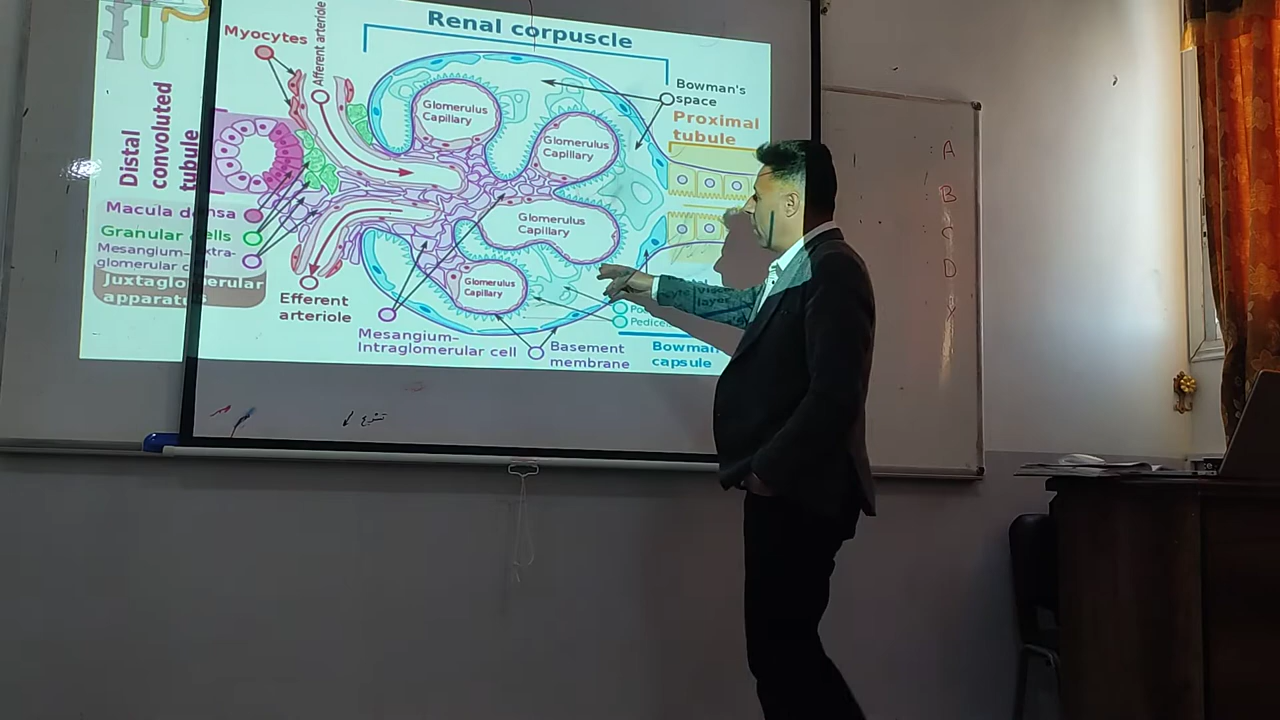 Renal corpuscle
Myocytes
Afferent arteriole
Bowman's
space
Proximal
tubule
Glomerulus
Capillary
Glomerulus
Capillary
Glomerulus
Capillary
Glomerulus
Capillary
Distal
convoluted
tubule
Macula densa
Granular cells
Mesangium-Extra-
glomerular cell
Juxtaglomerular
apparatus
Efferent
arteriole
Mesangium-
Intraglomerular cell
Basement
membrane
layer
Bowman
capsule
A
B
C
D